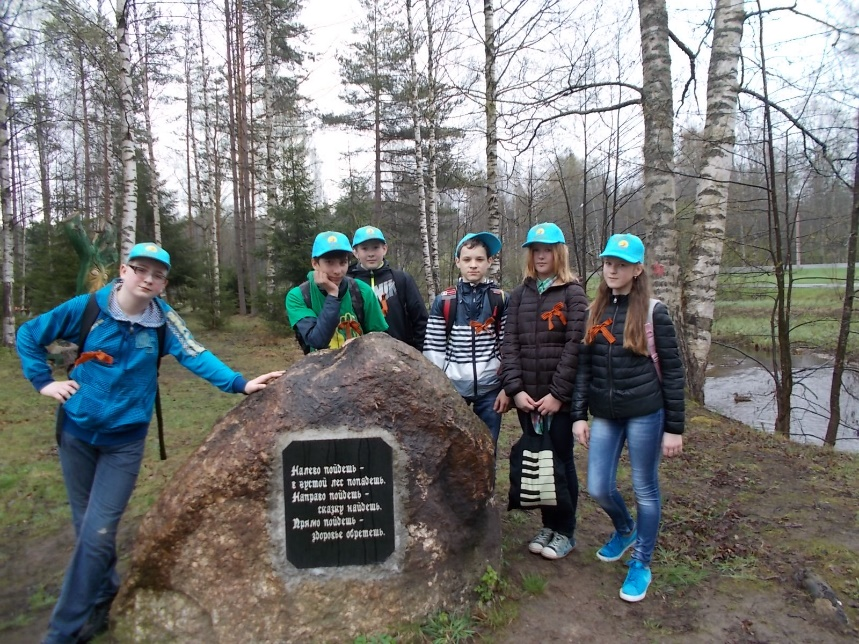 Налево пойдешь -
в густой лес попадешь.
Направо пойдешь -
сказку найдешь.
Прямо пойдешь -
здоровье обретешь.